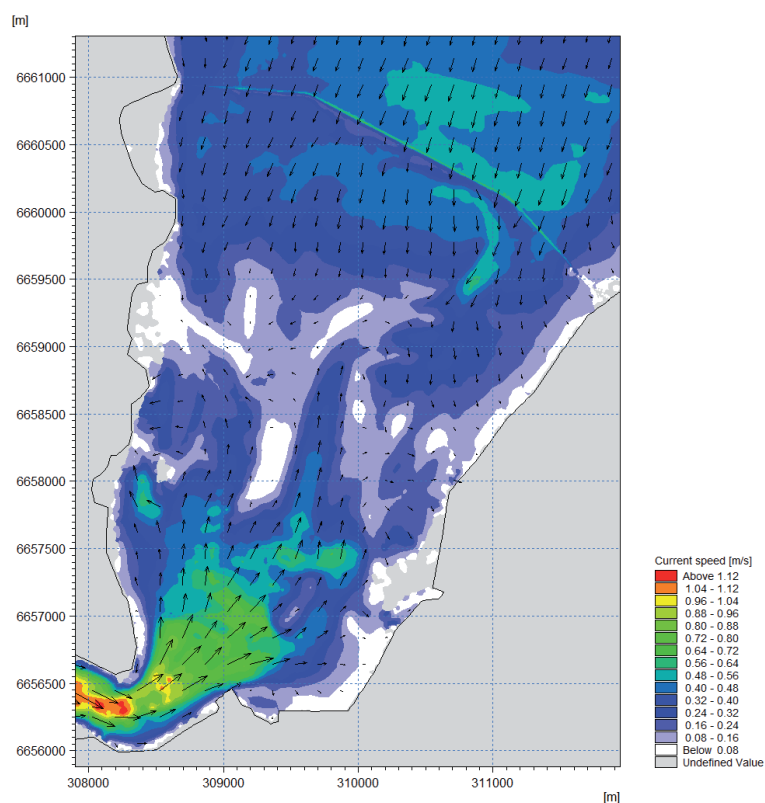 [m]
6661000
6660500
6660000
6659500
6659000
6658500
6658000
6657500
6657000
6656500
6656000
308000 309000 310000 311000
[m]
Current speed [m/s]
Above 1.12
1.04 - 1.12
0.96 - 1.04
0.88 - 0.96
0.80 - 0.88
0.72 - 0.80
0.64 - 0.72
0.56 - 0.64
0.48 - 0.56
0.40 - 0.48
0.32 - 0.40
0.24 - 0.32
0.16 - 0.24
0.08 - 0.16
Below 0.08
Undefined Value